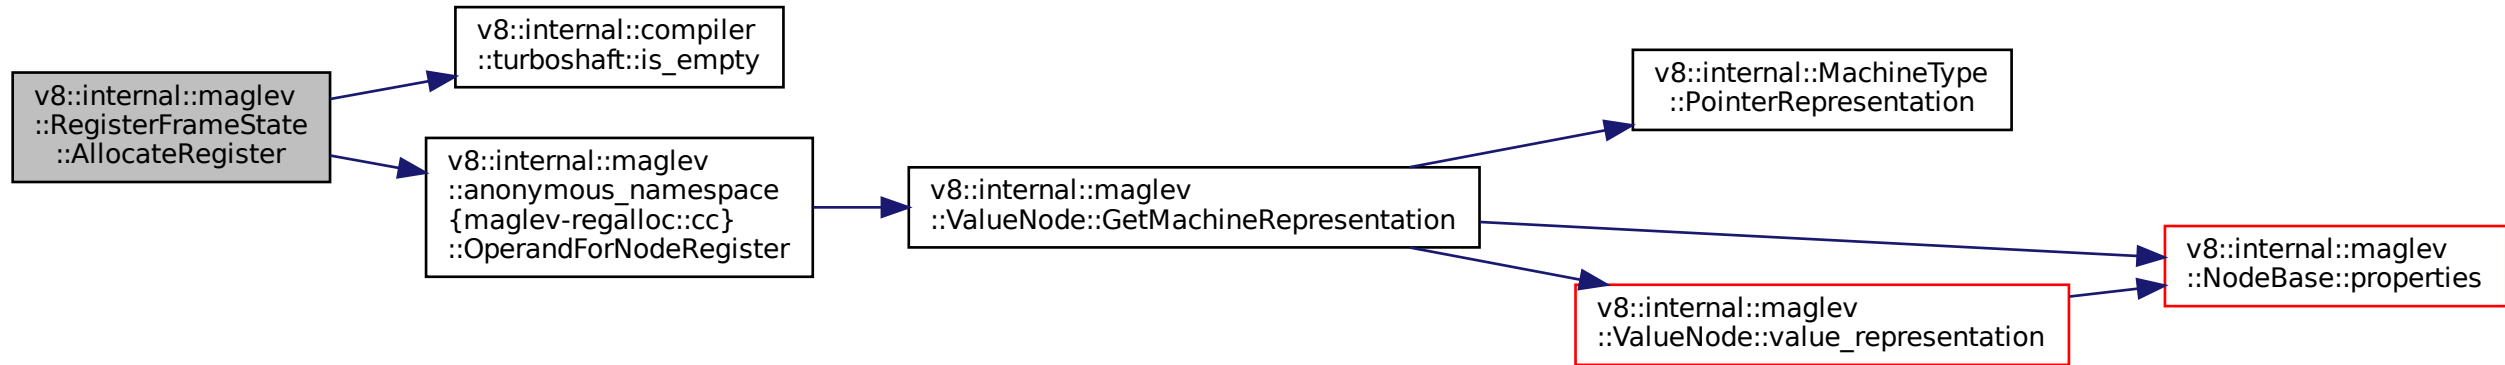 v8::internal::maglev
::RegisterFrameState
::AllocateRegister
v8::internal::compiler
::turboshaft::is_empty
v8::internal::maglev
::anonymous_namespace
{maglev-regalloc::cc}
::OperandForNodeRegister
v8::internal::maglev
::ValueNode::GetMachineRepresentation
v8::internal::MachineType
::PointerRepresentation
v8::internal::maglev
::ValueNode::value_representation
v8::internal::maglev
::NodeBase::properties